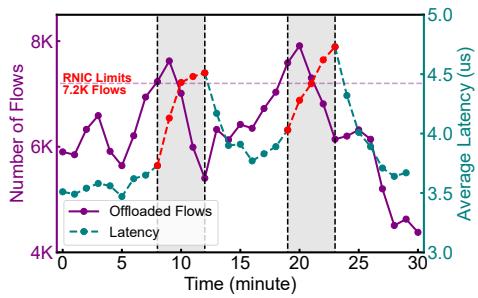 Number of Flows
8K
6K
4K
RNIC Limits
7.2K Flows
Offloaded Flows
Latency
5.0
4.5
4.0
3.5
3.0
Average Latency (us)
0 5 10 15 20 25 30
Time (minute)